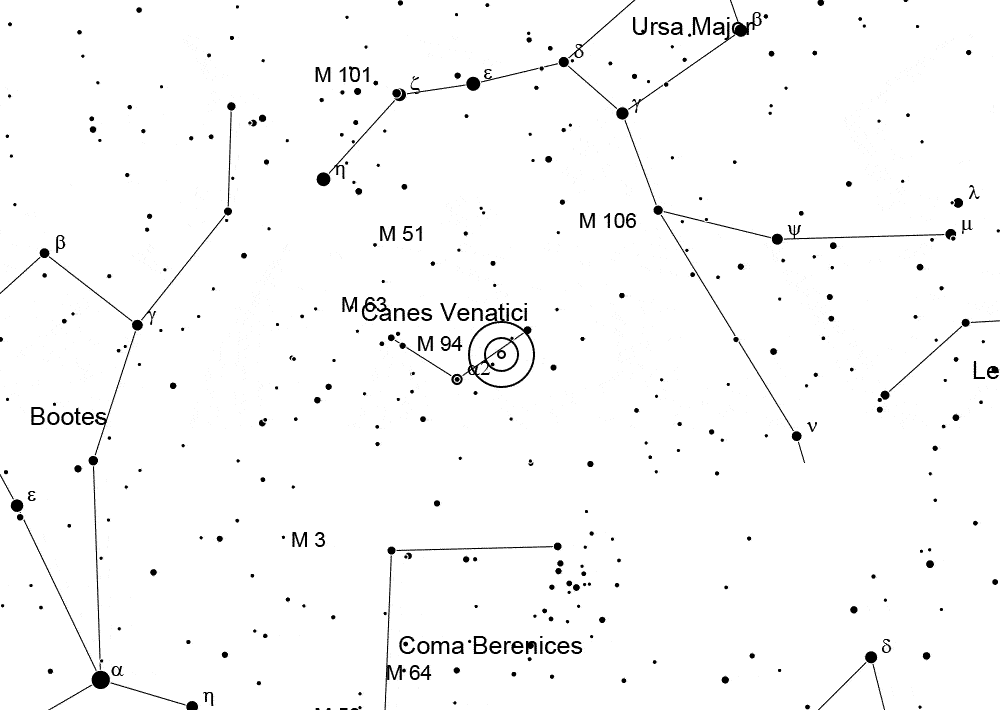 Ursa Major
β
δ
M 101
ζ
ε
γ
η
λ
M 106
ψ
μ
M 51
β
M 63
Canes Venatici
γ
M 94
α2
Le
Bootes
ν
ε
M 3
Coma Berenices
δ
α
M 64
η